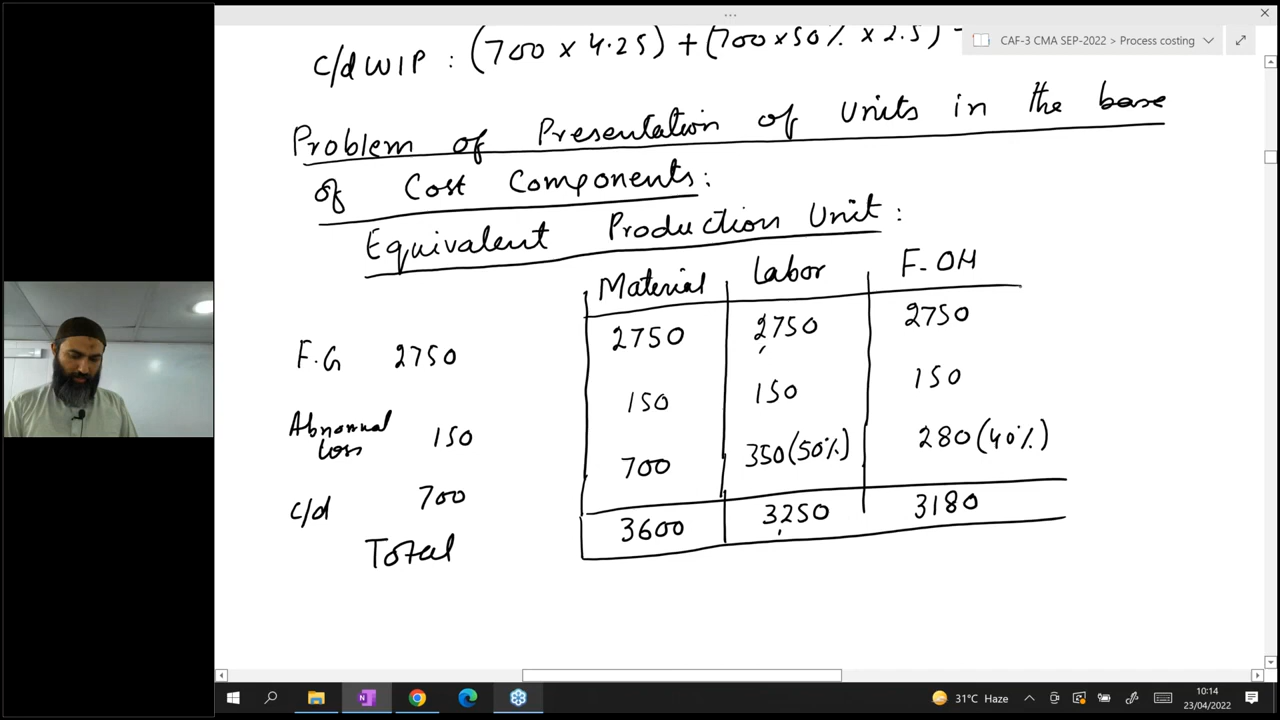 CAF-3 CMA SEP-2022 > Process costing
c/d WIP : (700 x 4.25) + (700 x 50% x 2.5) -
Problem of Presentation of Units in the base
of Cost Components:
Equivalent Production Unit :
Material Labor F-OH
F.G 2750 2750 2750 2750
Abnormal Loss 150 150 150 150
c/d 700 700 350(50%) 280(40%)
Total 3600 3250 3180
31°C Haze
10:14
23/04/2022